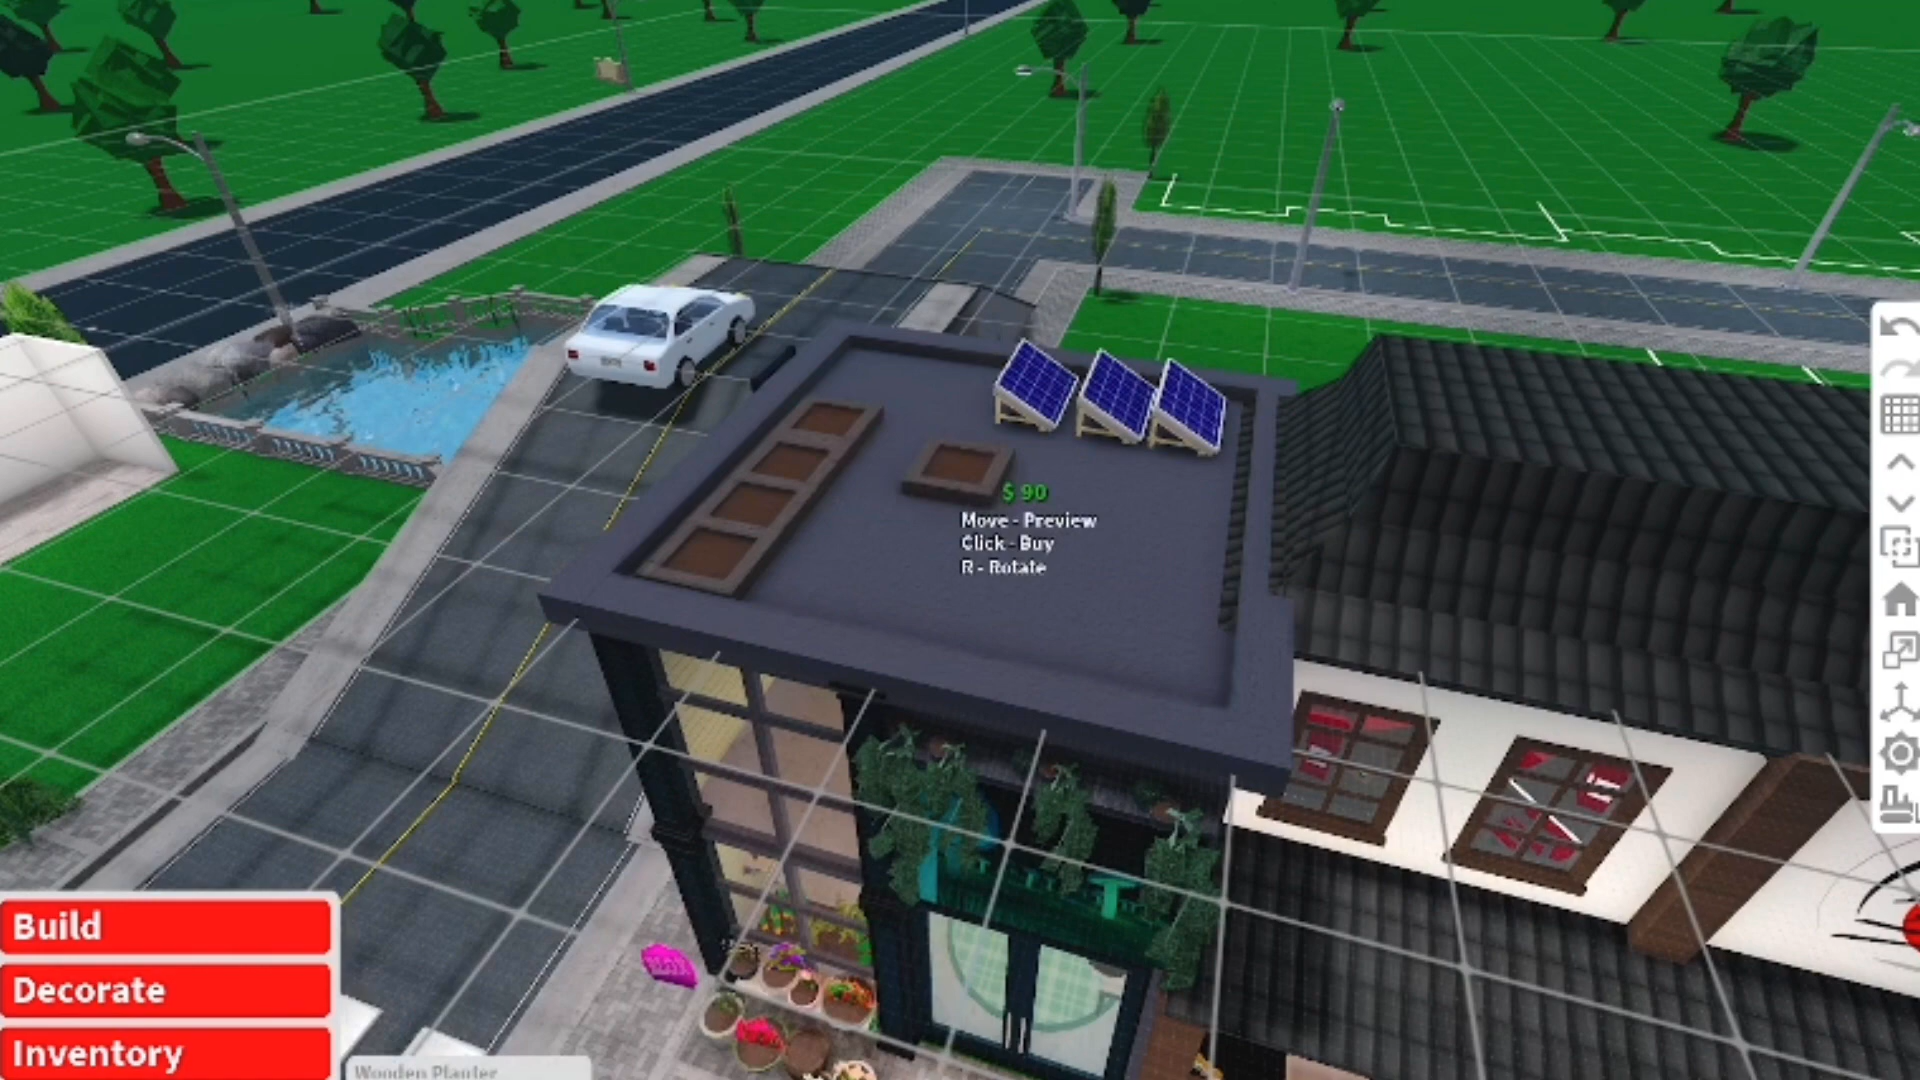 $ 90
Move - Preview
Click - Buy
R - Rotate
Build
Decorate
Inventory
Wooden Planter